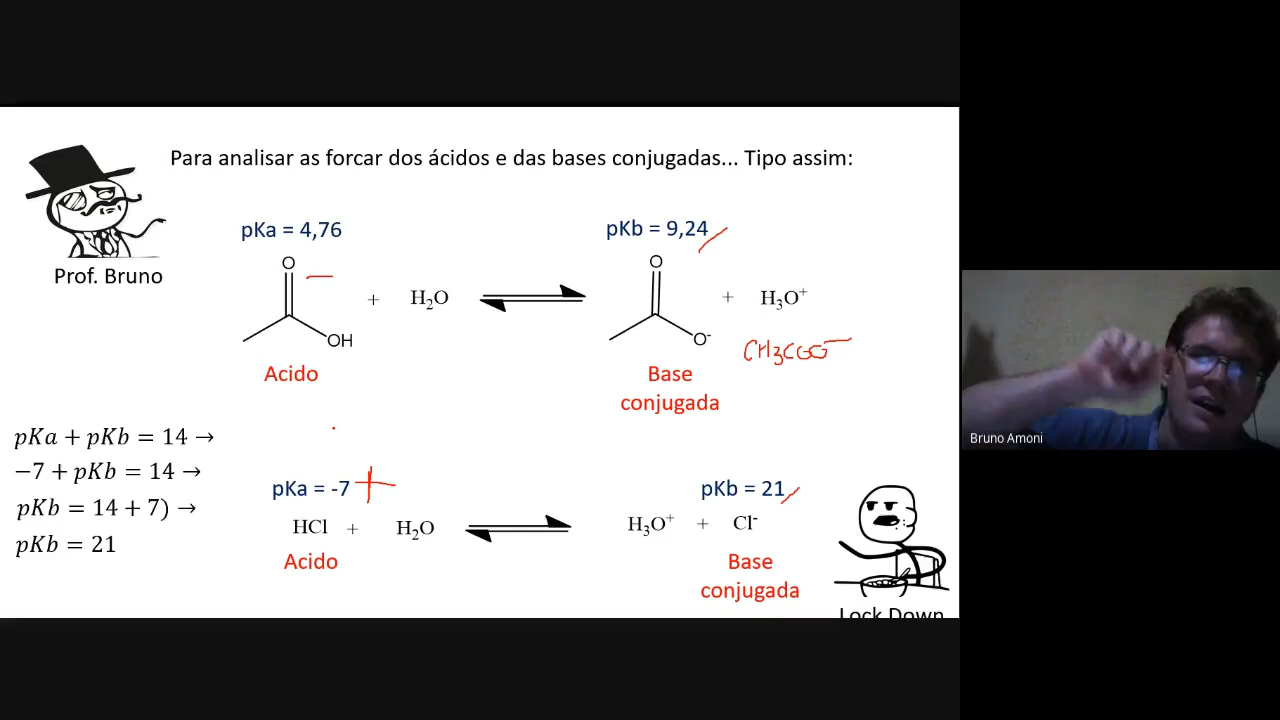 Para analisar as forcar dos ácidos e das bases conjugadas... Tipo assim:
Prof. Bruno
pKa = 4,76
pKb = 9,24
O
O
+ H₂O
+ H₃O⁺
OH
O⁻
CH3COO⁻
Acido
Base
conjugada
pKa + pKb = 14 →
−7 + pKb = 14 →
pKb = 14 + 7) →
pKb = 21
pKa = -7 +
pKb = 21
HCl + H₂O
H₃O⁺ + Cl⁻
Acido
Base
conjugada
Lock Down
Bruno Amoni